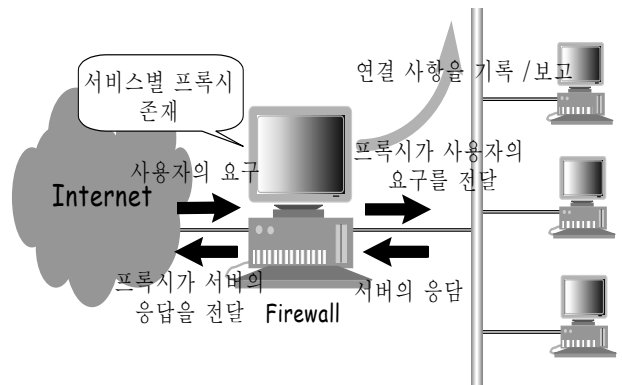 서비스별 프록시
존재
연결 사항을 기록 /보고
사용자의 요구
프록시가 사용자의
요구를 전달
Internet
프록시가 서버의
응답을 전달
서버의 응담
Firewall